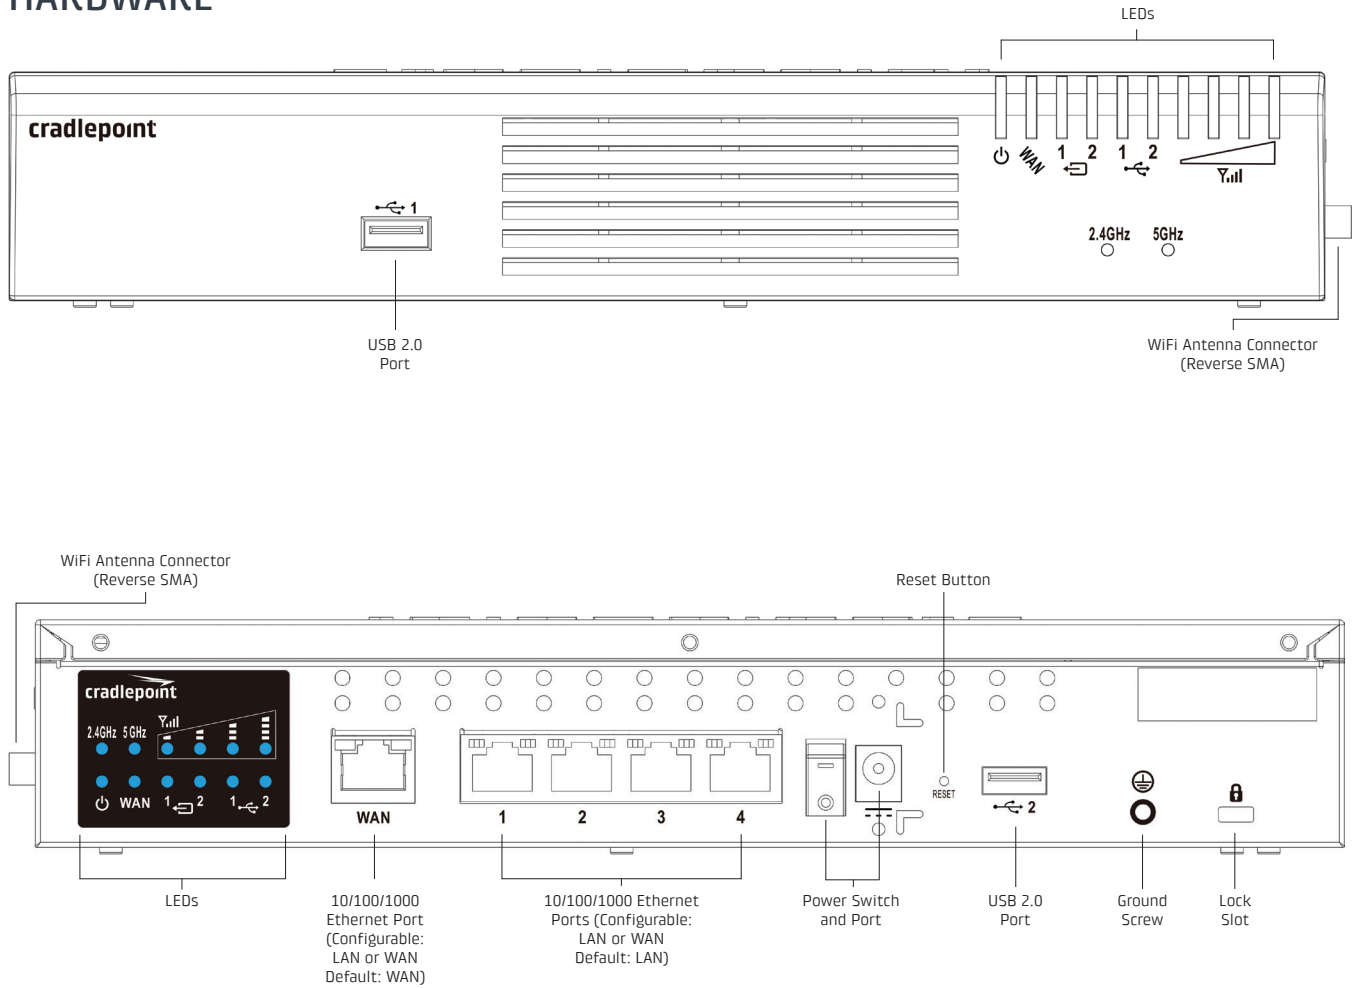 HARDWARE
LEDs
cradlepoint
WAN 1 2 1 2
1
2.4GHz 5GHz
USB 2.0
Port
WiFi Antenna Connector
(Reverse SMA)
WiFi Antenna Connector
(Reverse SMA)
Reset Button
cradlepoint
2.4GHz 5 GHz
WAN 1 2 1 2
WAN
1 2 3 4
RESET
2
LEDs
10/100/1000
Ethernet Port
(Configurable:
LAN or WAN
Default: WAN)
10/100/1000 Ethernet
Ports (Configurable:
LAN or WAN
Default: LAN)
Power Switch
and Port
USB 2.0
Port
Ground
Screw
Lock
Slot